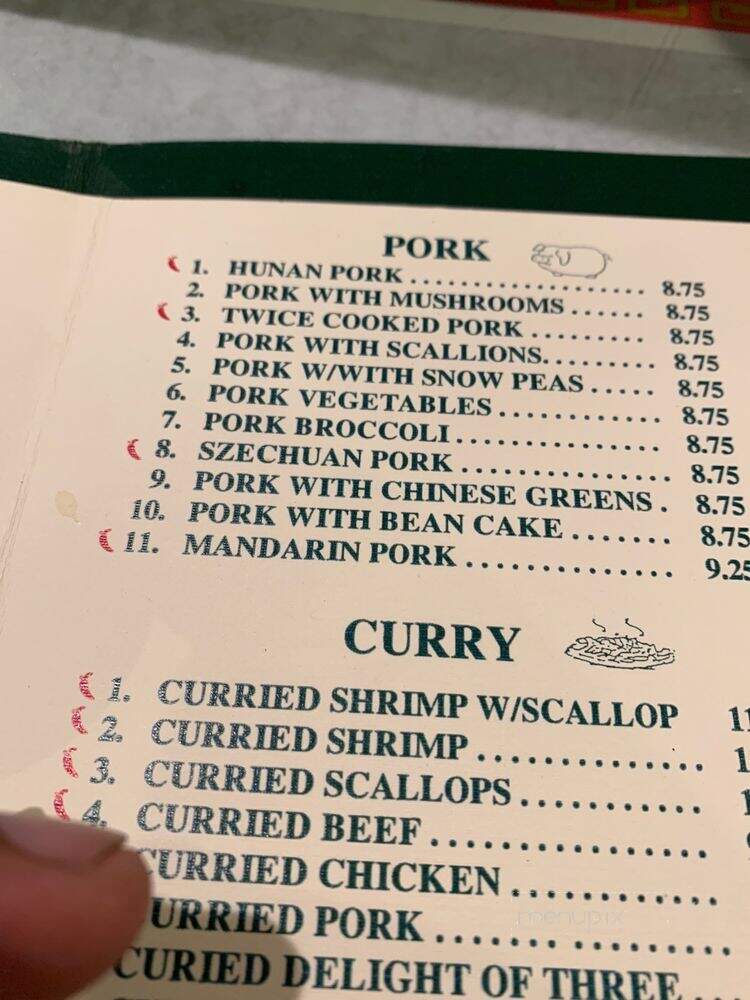 PORK
1. HUNAN PORK .................... 8.75
2. PORK WITH MUSHROOMS ...... 8.75
3. TWICE COOKED PORK ......... 8.75
4. PORK WITH SCALLIONS......... 8.75
5. PORK W/WITH SNOW PEAS ..... 8.75
6. PORK VEGETABLES ............ 8.75
7. PORK BROCCOLI ............... 8.75
8. SZECHUAN PORK ............... 8.75
9. PORK WITH CHINESE GREENS . 8.75
10. PORK WITH BEAN CAKE ....... 8.75
11. MANDARIN PORK .............. 9.25
CURRY
1. CURRIED SHRIMP W/SCALLOP
2. CURRIED SHRIMP ..............
3. CURRIED SCALLOPS ...........
4. CURRIED BEEF ................
CURRIED CHICKEN ............
URRIED PORK ...............
CURIED DELIGHT OF THREE ...
menupix